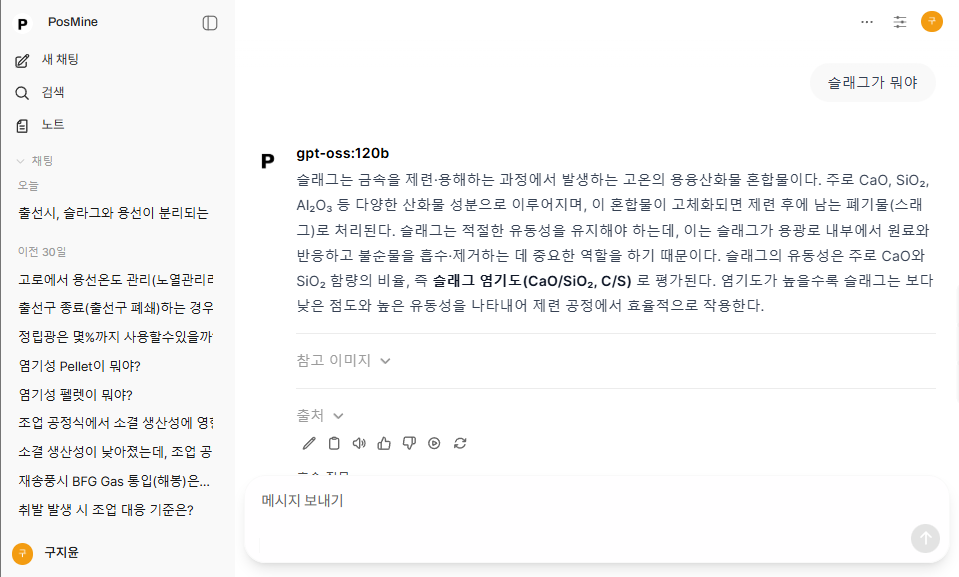 P PosMine
새 채팅
검색
노트
채팅
오늘
출선시, 슬라그와 용선이 분리되는
이전 30일
고로에서 용선온도 관리(노열관리
출선구 종료(출선구 폐쇄)하는 경우
정립광은 몇%까지 사용할수있을까
염기성 Pellet이 뭐야?
염기성 펠렛이 뭐야?
조업 공정식에서 소결 생산성에 영
소결 생산성이 낮아졌는데, 조업 공
재송풍시 BFG Gas 통입(해봉)은...
취발 발생 시 조업 대응 기준은?
구 구지윤
구
슬래그가 뭐야
P gpt-oss:120b
슬래그는 금속을 제련·용해하는 과정에서 발생하는 고온의 용융산화물 혼합물이다. 주로 CaO, SiO₂,
Al₂O₃ 등 다양한 산화물 성분으로 이루어지며, 이 혼합물이 고체화되면 제련 후에 남는 폐기물(스래
그)로 처리된다. 슬래그는 적절한 유동성을 유지해야 하는데, 이는 슬래그가 용광로 내부에서 원료와
반응하고 불순물을 흡수·제거하는 데 중요한 역할을 하기 때문이다. 슬래그의 유동성은 주로 CaO와
SiO₂ 함량의 비율, 즉 슬래그 염기도(CaO/SiO₂, C/S) 로 평가된다. 염기도가 높을수록 슬래그는 보다
낮은 점도와 높은 유동성을 나타내어 제련 공정에서 효율적으로 작용한다.
참고 이미지
출처
메시지 보내기